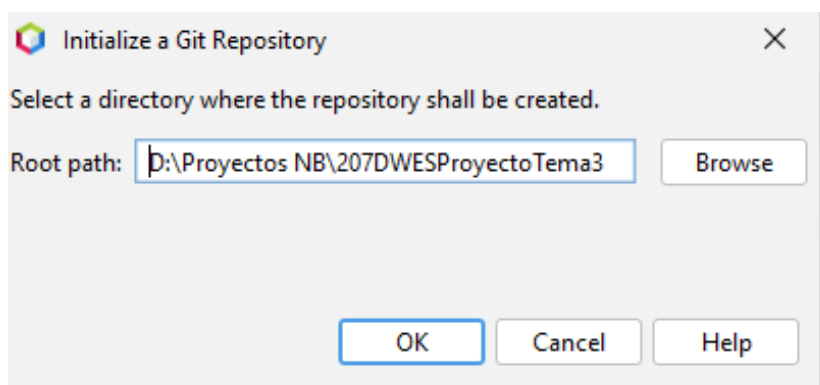 Initialize a Git Repository
Select a directory where the repository shall be created.
Root path: D:\Proyectos NB\207DWESProyectoTema3 Browse
OK Cancel Help